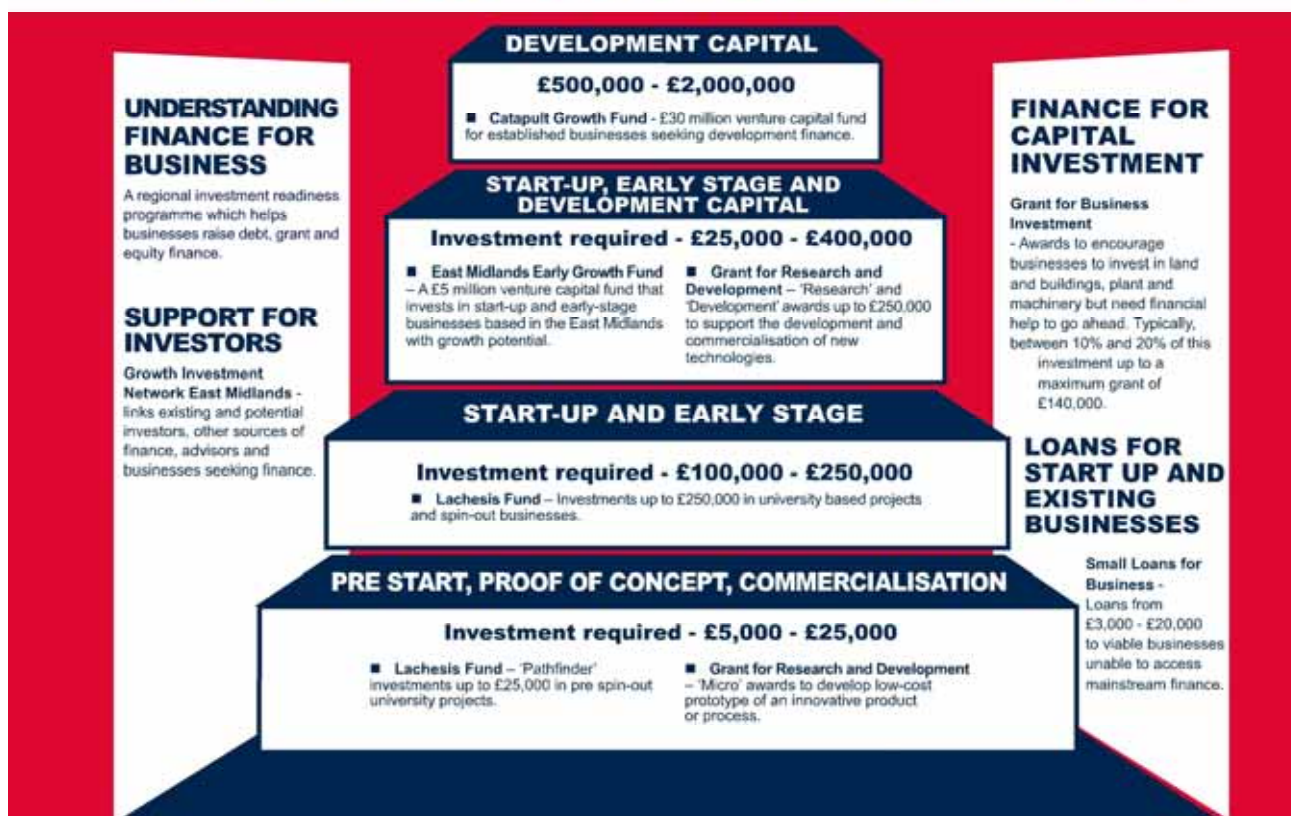 UNDERSTANDING
FINANCE FOR
BUSINESS
A regional investment readiness
programme which helps
businesses raise debt, grant and
equity finance.
SUPPORT FOR
INVESTORS
Growth Investment
Network East Midlands -
links existing and potential
investors, other sources of
finance, advisors and
businesses seeking finance.
DEVELOPMENT CAPITAL
£500,000 - £2,000,000
■ Catapult Growth Fund - £30 million venture capital fund
for established businesses seeking development finance.
START-UP, EARLY STAGE AND
DEVELOPMENT CAPITAL
Investment required - £25,000 - £400,000
■ East Midlands Early Growth Fund
– A £5 million venture capital fund that
invests in start-up and early-stage
businesses based in the East Midlands
with growth potential.
■ Grant for Research and
Development – 'Research' and
'Development' awards up to £250,000
to support the development and
commercialisation of new
technologies.
START-UP AND EARLY STAGE
Investment required - £100,000 - £250,000
■ Lachesis Fund – Investments up to £250,000 in university based projects
and spin-out businesses.
PRE START, PROOF OF CONCEPT, COMMERCIALISATION
Investment required - £5,000 - £25,000
■ Lachesis Fund – 'Pathfinder'
investments up to £25,000 in pre spin-out
university projects.
■ Grant for Research and Development
– 'Micro' awards to develop low-cost
prototype of an innovative product
or process.
FINANCE FOR
CAPITAL
INVESTMENT
Grant for Business
Investment
- Awards to encourage
businesses to invest in land
and buildings, plant and
machinery but need financial
help to go ahead. Typically,
between 10% and 20% of this
investment up to a
maximum grant of
£140,000.
LOANS FOR
START UP AND
EXISTING
BUSINESSES
Small Loans for
Business -
Loans from
£3,000 - £20,000
to viable businesses
unable to access
mainstream finance.